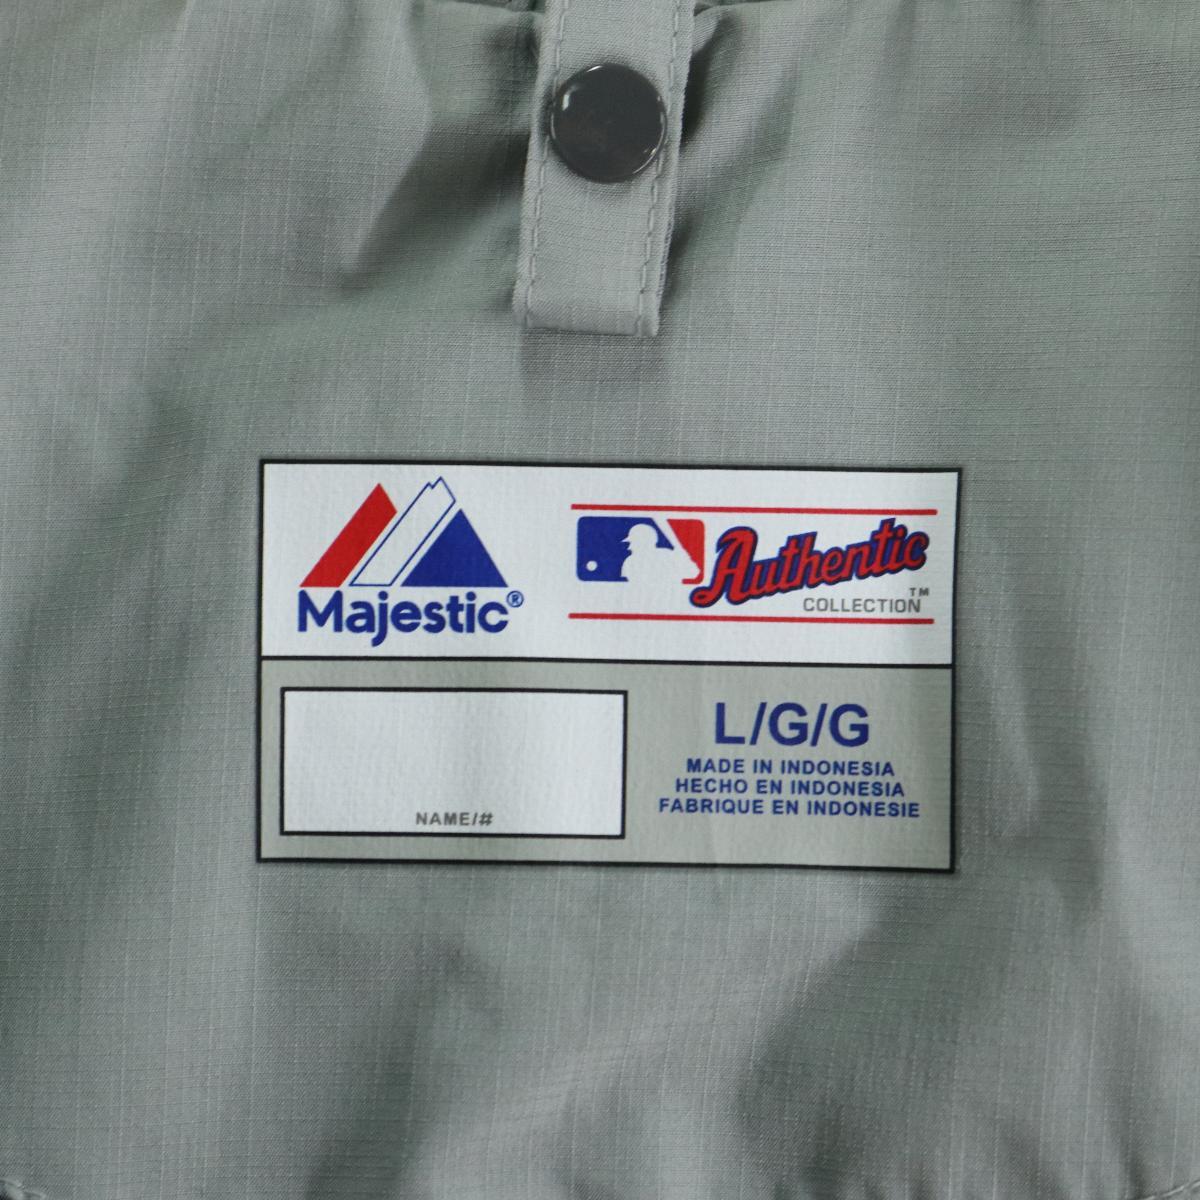 Majestic®
Authentic
COLLECTION™
NAME/#
L/G/G
MADE IN INDONESIA
HECHO EN INDONESIA
FABRIQUE EN INDONESIE